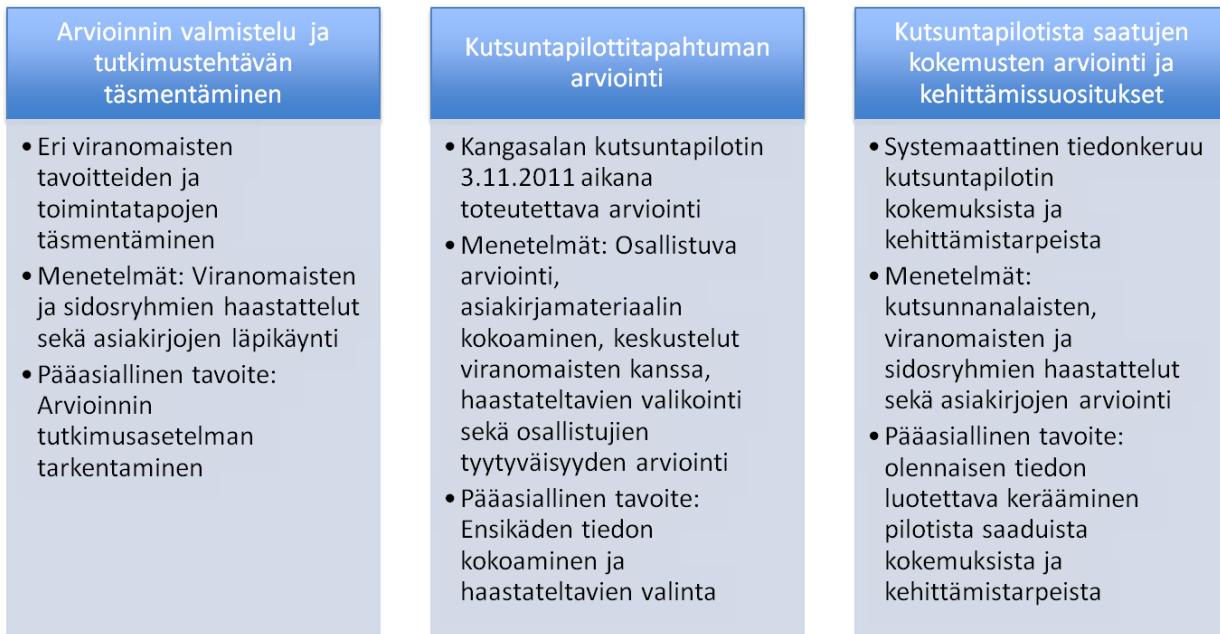 Arvioinnin valmistelu ja
tutkimustehtävän
täsmentäminen
• Eri viranomaisten
tavoitteiden ja
toimintatapojen
täsmentäminen
• Menetelmät: Viranomaisten
ja sidosryhmien haastattelut
sekä asiakirjojen läpikäynti
• Pääasiallinen tavoite:
Arvioinnin
tutkimusasetelman
tarkentaminen
Kutsuntapilottitapahtuman
arviointi
• Kangasalan kutsuntapilotin
3.11.2011 aikana
toteutettava arviointi
• Menetelmät: Osallistuva
arviointi,
asiakirjamateriaalin
kokoaminen, keskustelut
viranomaisten kanssa,
haastateltavien valikointi
sekä osallistujien
tyytyväisyyden arviointi
• Pääasiallinen tavoite:
Ensikäden tiedon
kokoaminen ja
haastateltavien valinta
Kutsuntapilotista saatujen
kokemusten arviointi ja
kehittämissuositukset
• Systemaattinen tiedonkeruu
kutsuntapilotin
kokemuksista ja
kehittämistarpeista
• Menetelmät:
kutsunnanalaisten,
viranomaisten ja
sidosryhmien haastattelut
sekä asiakirjojen arviointi
• Pääasiallinen tavoite:
olennaisen tiedon
luotettava kerääminen
pilotista saaduista
kokemuksista ja
kehittämistarpeista